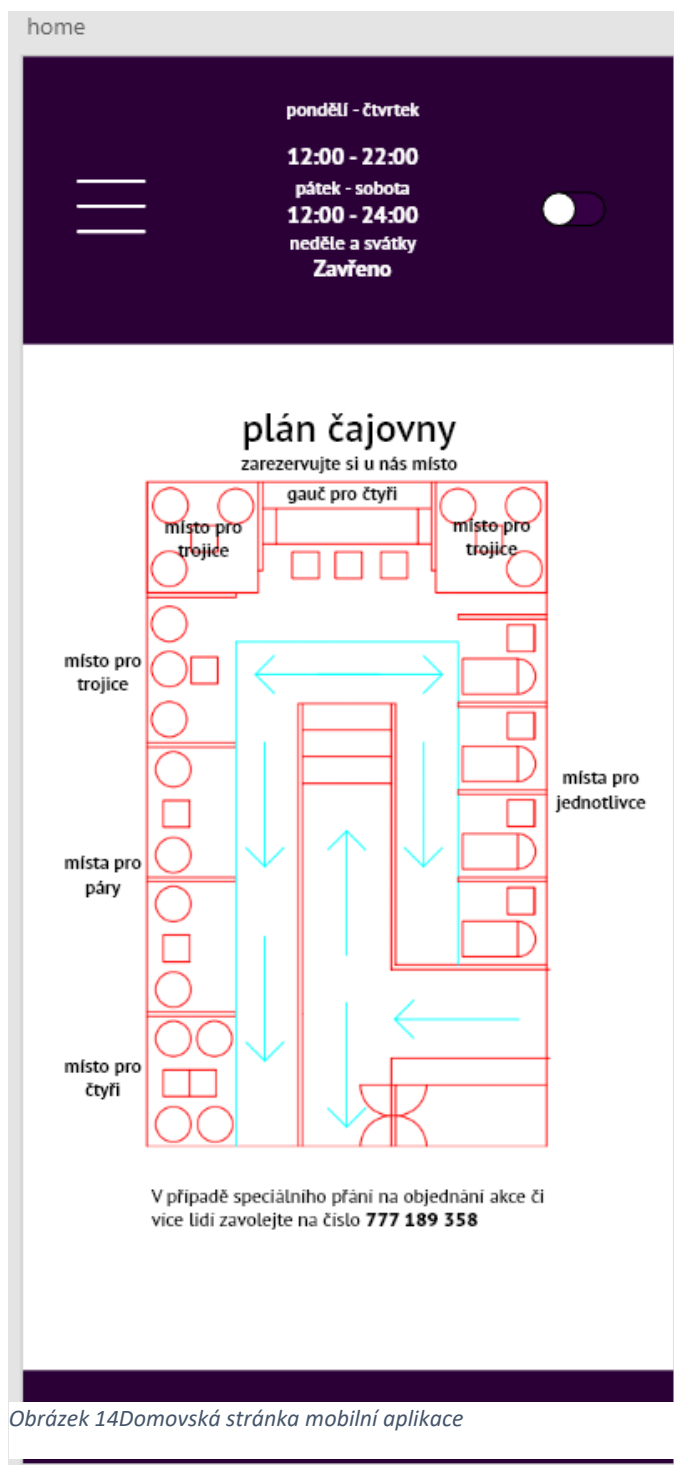 home
pondělí - čtvrtek
12:00 - 22:00
pátek - sobota
12:00 - 24:00
neděle a svátky
Zavřeno
plán čajovny
zarezervujte si u nás místo
gauč pro čtyři
místo pro
trojice
místo pro
trojice
místo pro
trojice
místa pro
jednotlivce
místa pro
páry
místo pro
čtyři
V případě speciálního přání na objednání akce či
více lidí zavolejte na číslo 777 189 358
Obrázek 14Domovská stránka mobilní aplikace